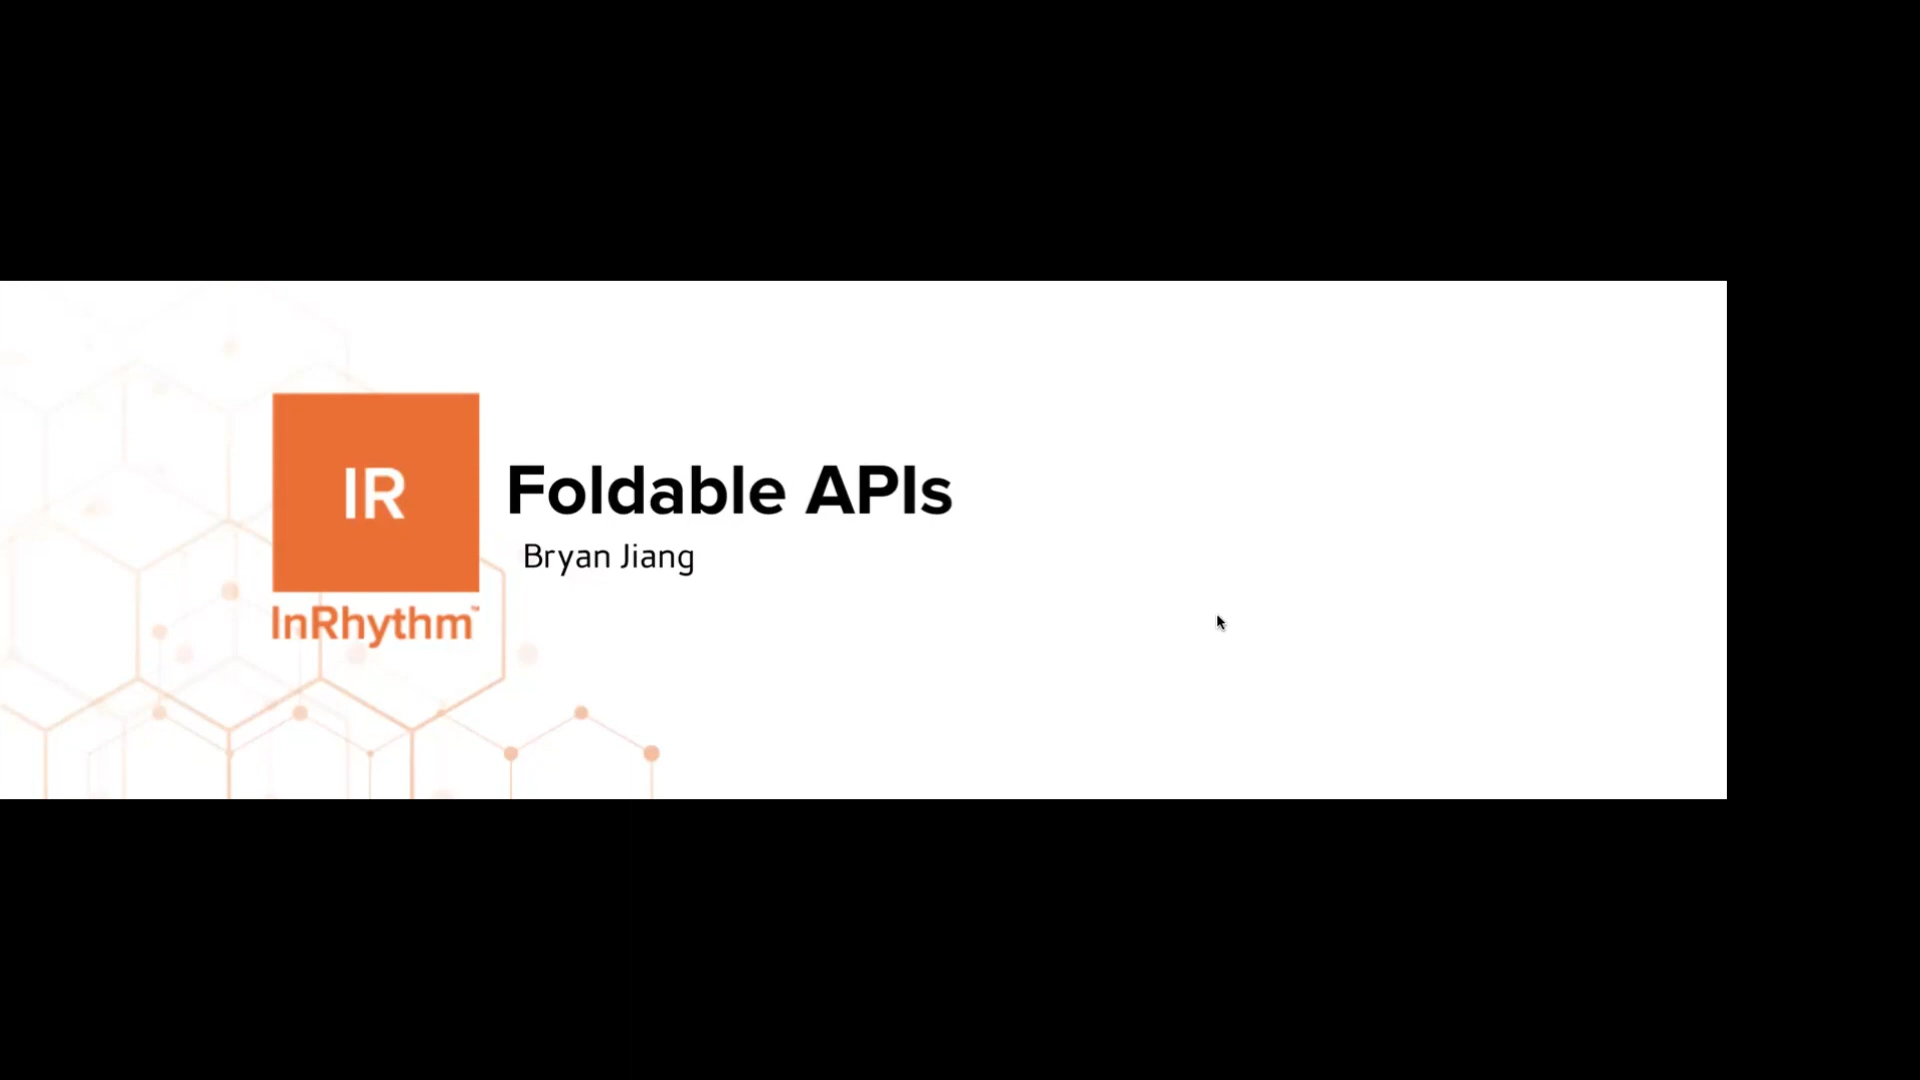 IR
InRhythm™
Foldable APIs
Bryan Jiang